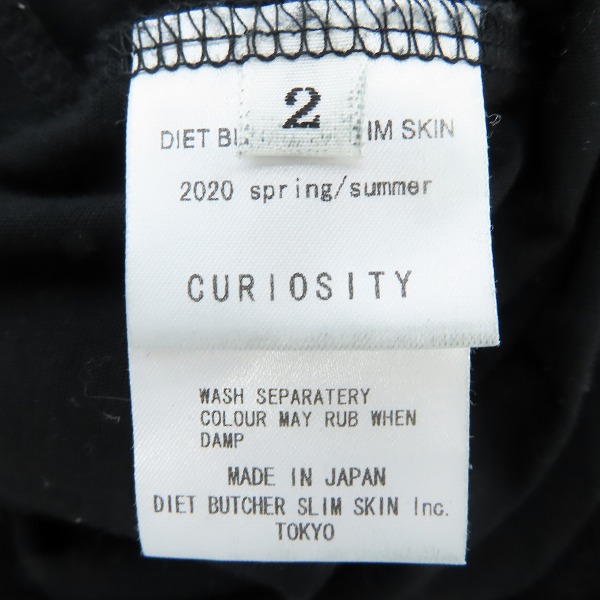 2
DIET BU IM SKIN
2020 spring/summer
CURIOSITY
WASH SEPARATERY
COLOUR MAY RUB WHEN
DAMP
MADE IN JAPAN
DIET BUTCHER SLIM SKIN Inc.
TOKYO